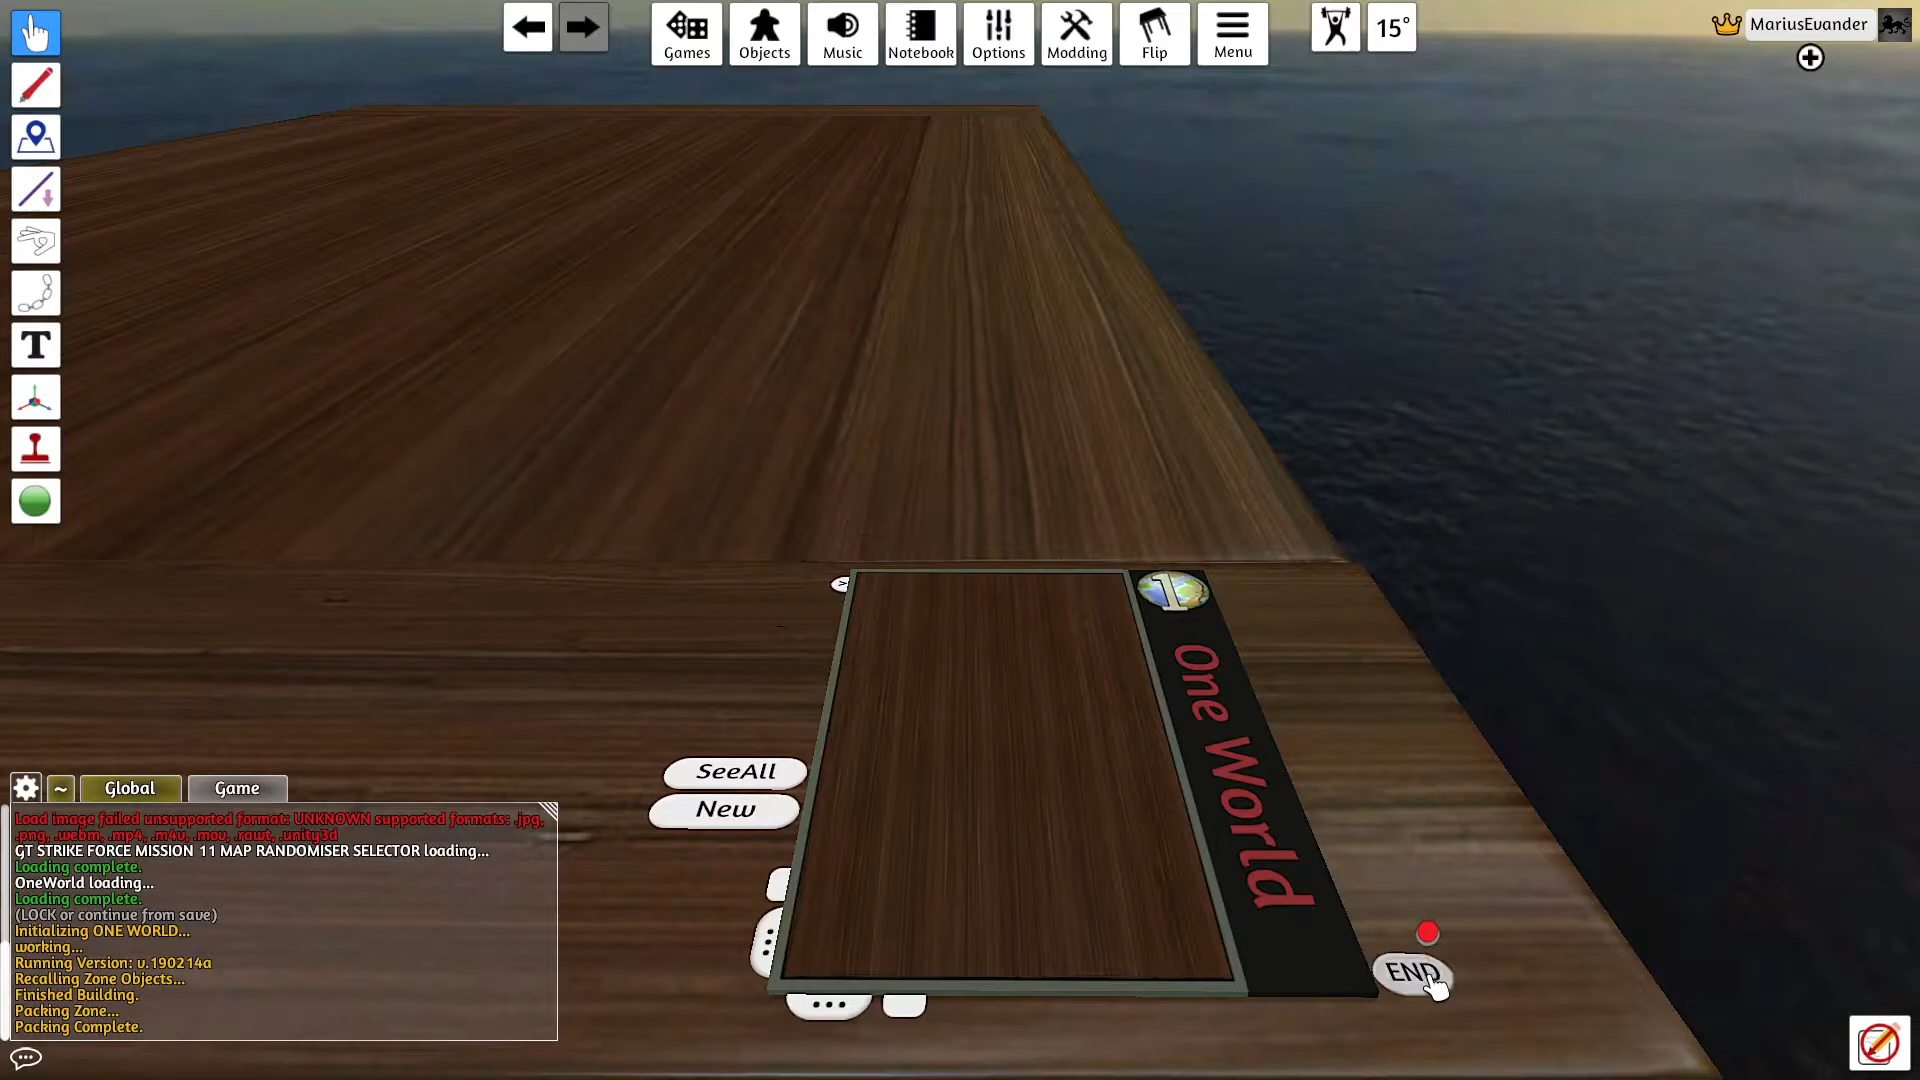 Games
Objects
Music
Notebook
Options
Modding
Flip
Menu
15°
MariusEvander
T
>
1
One World
SeeAll
New
END
~
Global
Game
Load image failed unsupported format: UNKNOWN supported formats: .jpg,
.png, .webm, .mp4, .m4v, .mov, .rawt, .unity3d
GT STRIKE FORCE MISSION 11 MAP RANDOMISER SELECTOR loading...
Loading complete.
OneWorld loading...
Loading complete.
(LOCK or continue from save)
Initializing ONE WORLD...
working...
Running Version: v.190214a
Recalling Zone Objects...
Finished Building.
Packing Zone...
Packing Complete.